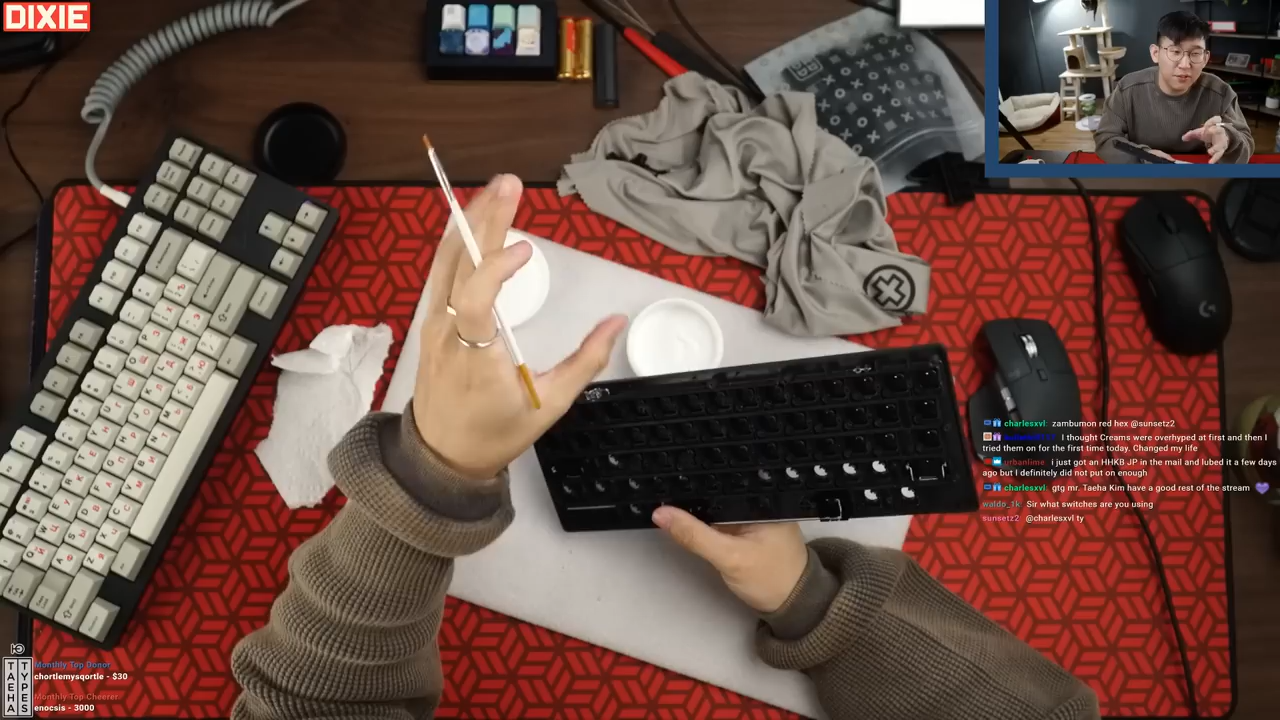 DIXIE
charlesxvl: zambumon red hex @sunsetz2
I thought Creams were overhyped at first and then I
tried them on for the first time today. Changed my life
i just got an HHKB JP in the mail and lubed it a few days
ago but I definitely did not put on enough
charlesxvl: gtg mr. Taeha Kim have a good rest of the stream
waldo_1k: Sir what switches are you using
sunsetz2: @charlesxvl ty
Monthly Top Donor:
chortlemysqortle - $30
Monthly Top Cheerer:
enocsis - 3000
TAEHA
TYPES